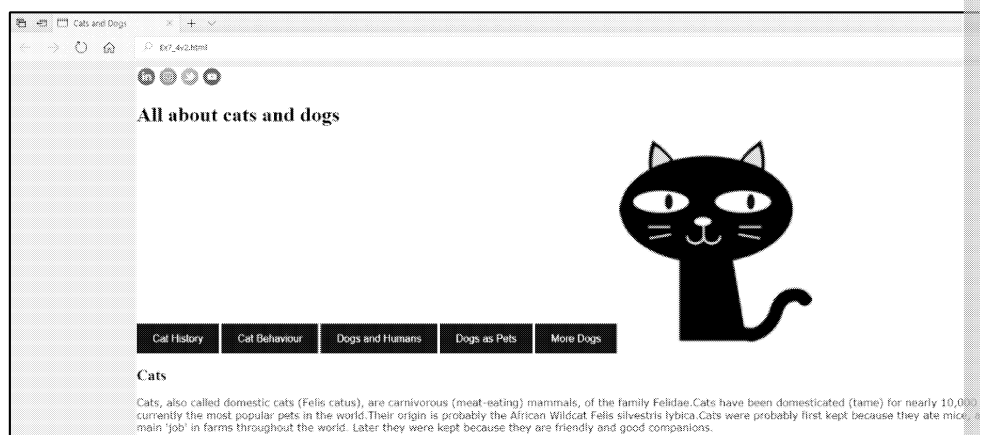 Cats and Dogs
Ex7_4v2.html
in
All about cats and dogs
Cat History
Cat Behaviour
Dogs and Humans
Dogs as Pets
More Dogs
Cats
Cats, also called domestic cats (Felis catus), are carnivorous (meat-eating) mammals, of the family Felidae.Cats have been domesticated (tame) for nearly 10,000
currently the most popular pets in the world.Their origin is probably the African Wildcat Felis silvestris lybica.Cats were probably first kept because they ate mice, a
main 'job' in farms throughout the world. Later they were kept because they are friendly and good companions.